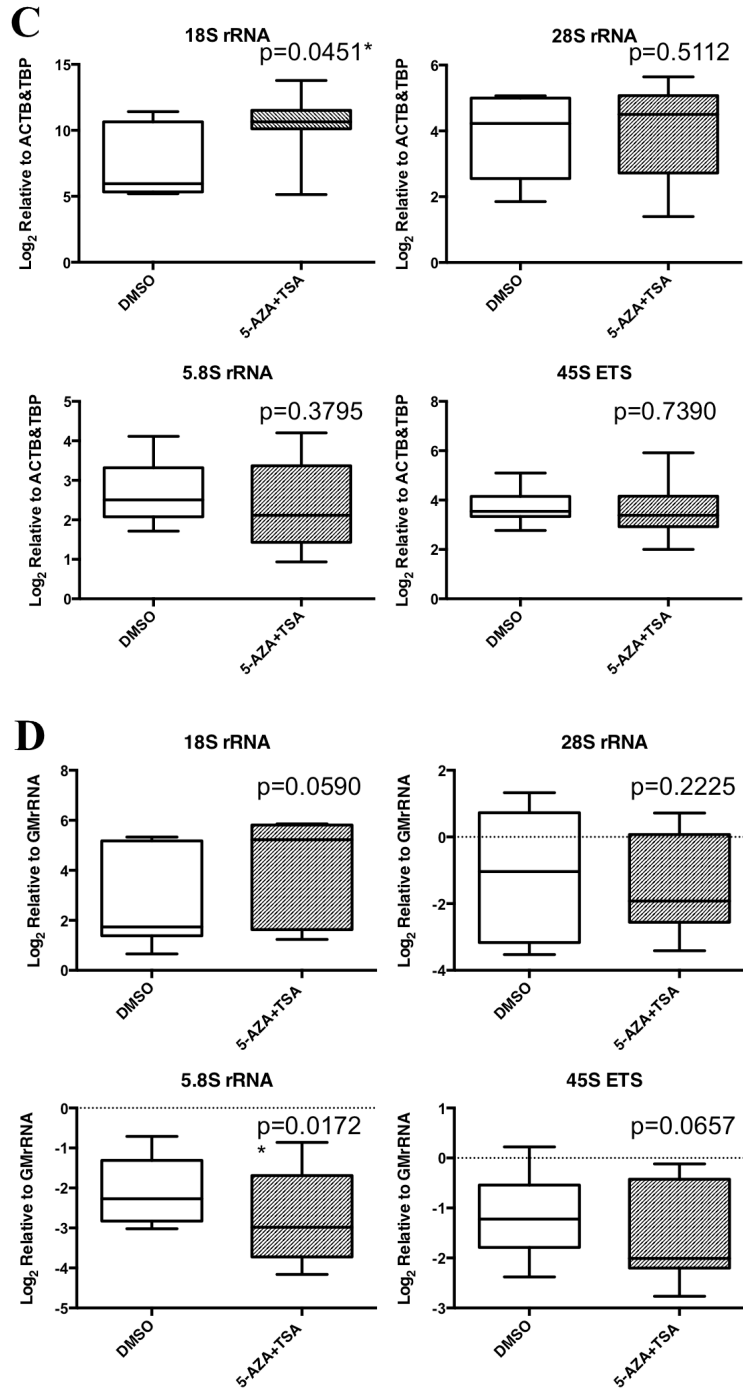 C
18S rRNA
p=0.0451*
Log2 Relative to ACTB&TBP
15
10
5
0
DMSO
5-AZA+TSA
28S rRNA
p=0.5112
Log2 Relative to ACTB&TBP
6
4
2
0
DMSO
5-AZA+TSA
5.8S rRNA
p=0.3795
Log2 Relative to ACTB&TBP
5
4
3
2
1
0
DMSO
5-AZA+TSA
45S ETS
p=0.7390
Log2 Relative to ACTB&TBP
8
6
4
2
0
DMSO
5-AZA+TSA
D
18S rRNA
p=0.0590
Log2 Relative to GMrRNA
8
6
4
2
0
DMSO
5-AZA+TSA
28S rRNA
p=0.2225
Log2 Relative to GMrRNA
2
0
-2
-4
DMSO
5-AZA+TSA
5.8S rRNA
p=0.0172
*
Log2 Relative to GMrRNA
0
-1
-2
-3
-4
-5
DMSO
5-AZA+TSA
45S ETS
p=0.0657
Log2 Relative to GMrRNA
1
0
-1
-2
-3
DMSO
5-AZA+TSA